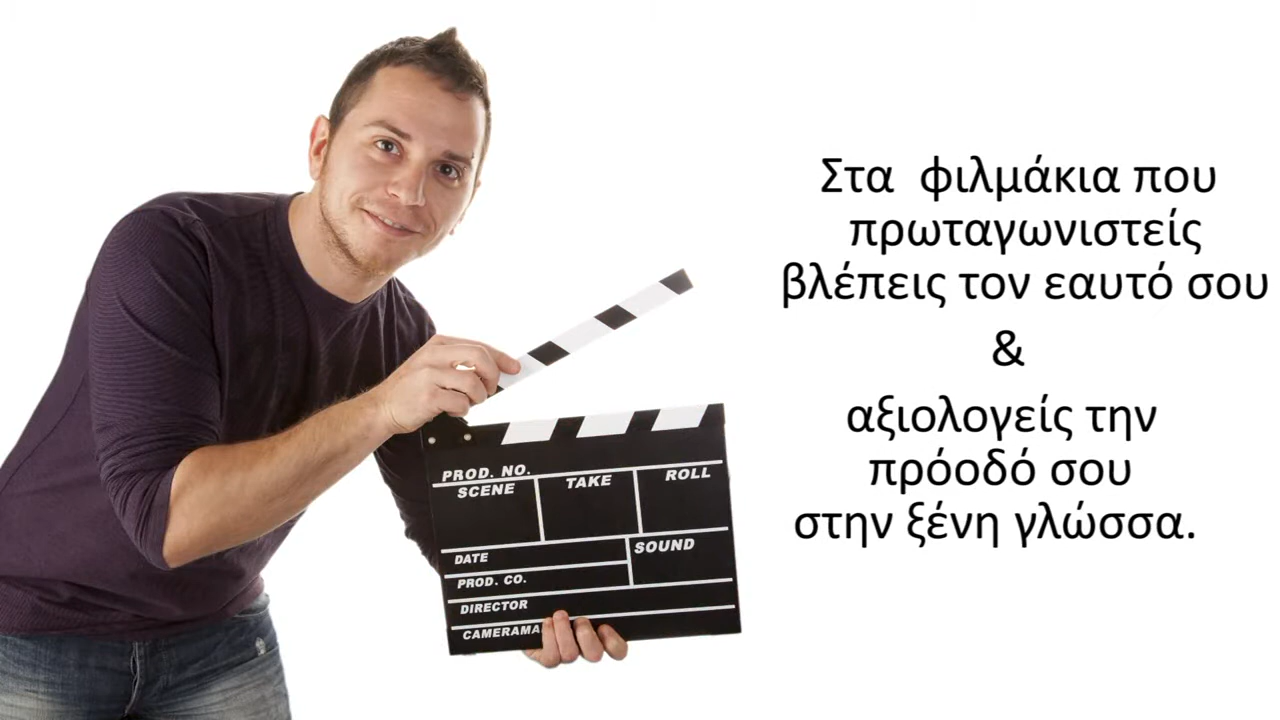 Στα φιλμάκια που
πρωταγωνιστείς
βλέπεις τον εαυτό σου
&
αξιολογείς την
πρόοδό σου
στην ξένη γλώσσα.
PROD. NO.
SCENE
TAKE
ROLL
SOUND
DATE
PROD. CO.
DIRECTOR
CAMERAMA